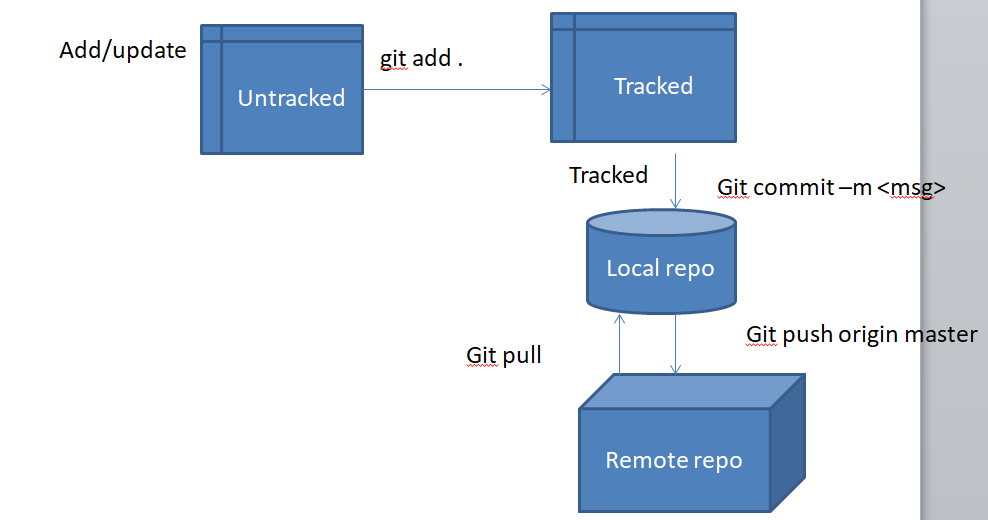 Add/update
Untracked
git add .
Tracked
Tracked
Git commit –m <msg>
Local repo
Git pull
Git push origin master
Remote repo